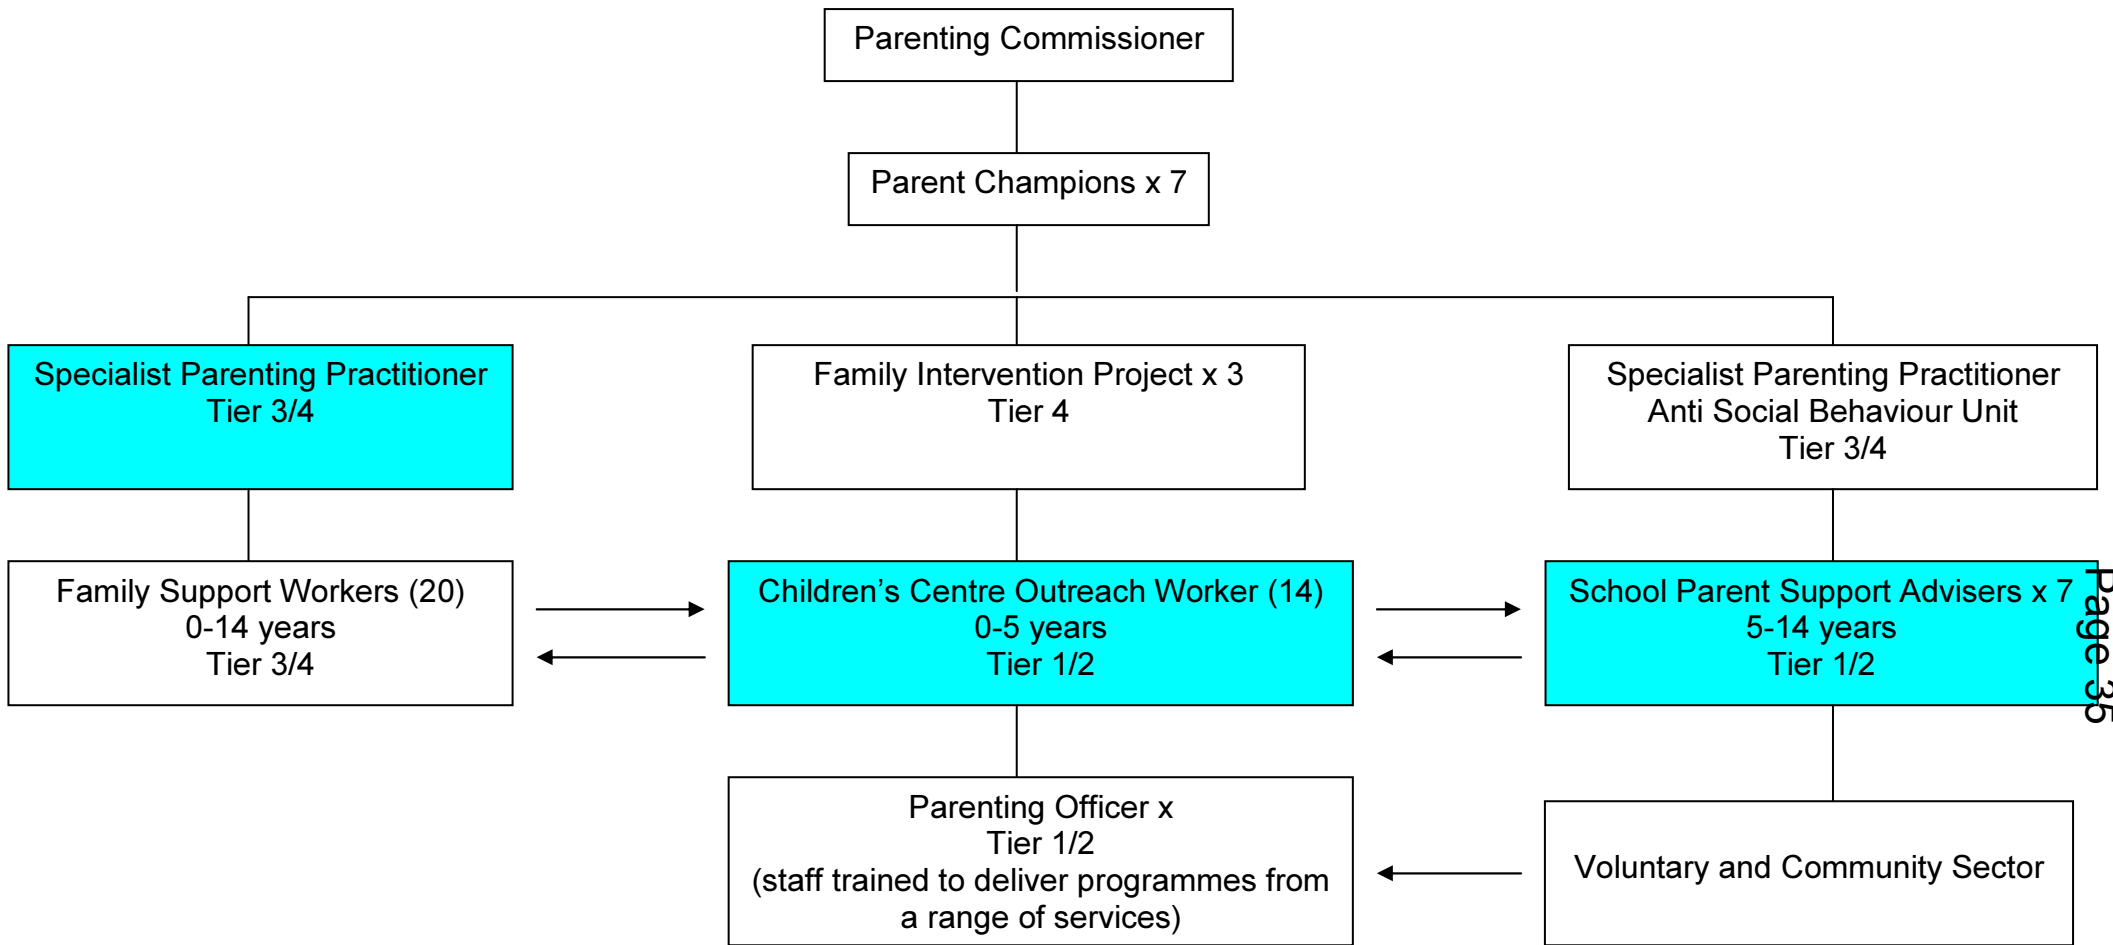 Parenting Commissioner
Parent Champions x 7
Specialist Parenting Practitioner
Tier 3/4
Family Intervention Project x 3
Tier 4
Specialist Parenting Practitioner
Anti Social Behaviour Unit
Tier 3/4
Family Support Workers (20)
0-14 years
Tier 3/4
Children’s Centre Outreach Worker (14)
0-5 years
Tier 1/2
School Parent Support Advisers x 7
5-14 years
Tier 1/2
Parenting Officer x
Tier 1/2
(staff trained to deliver programmes from
a range of services)
Voluntary and Community Sector
Page 35